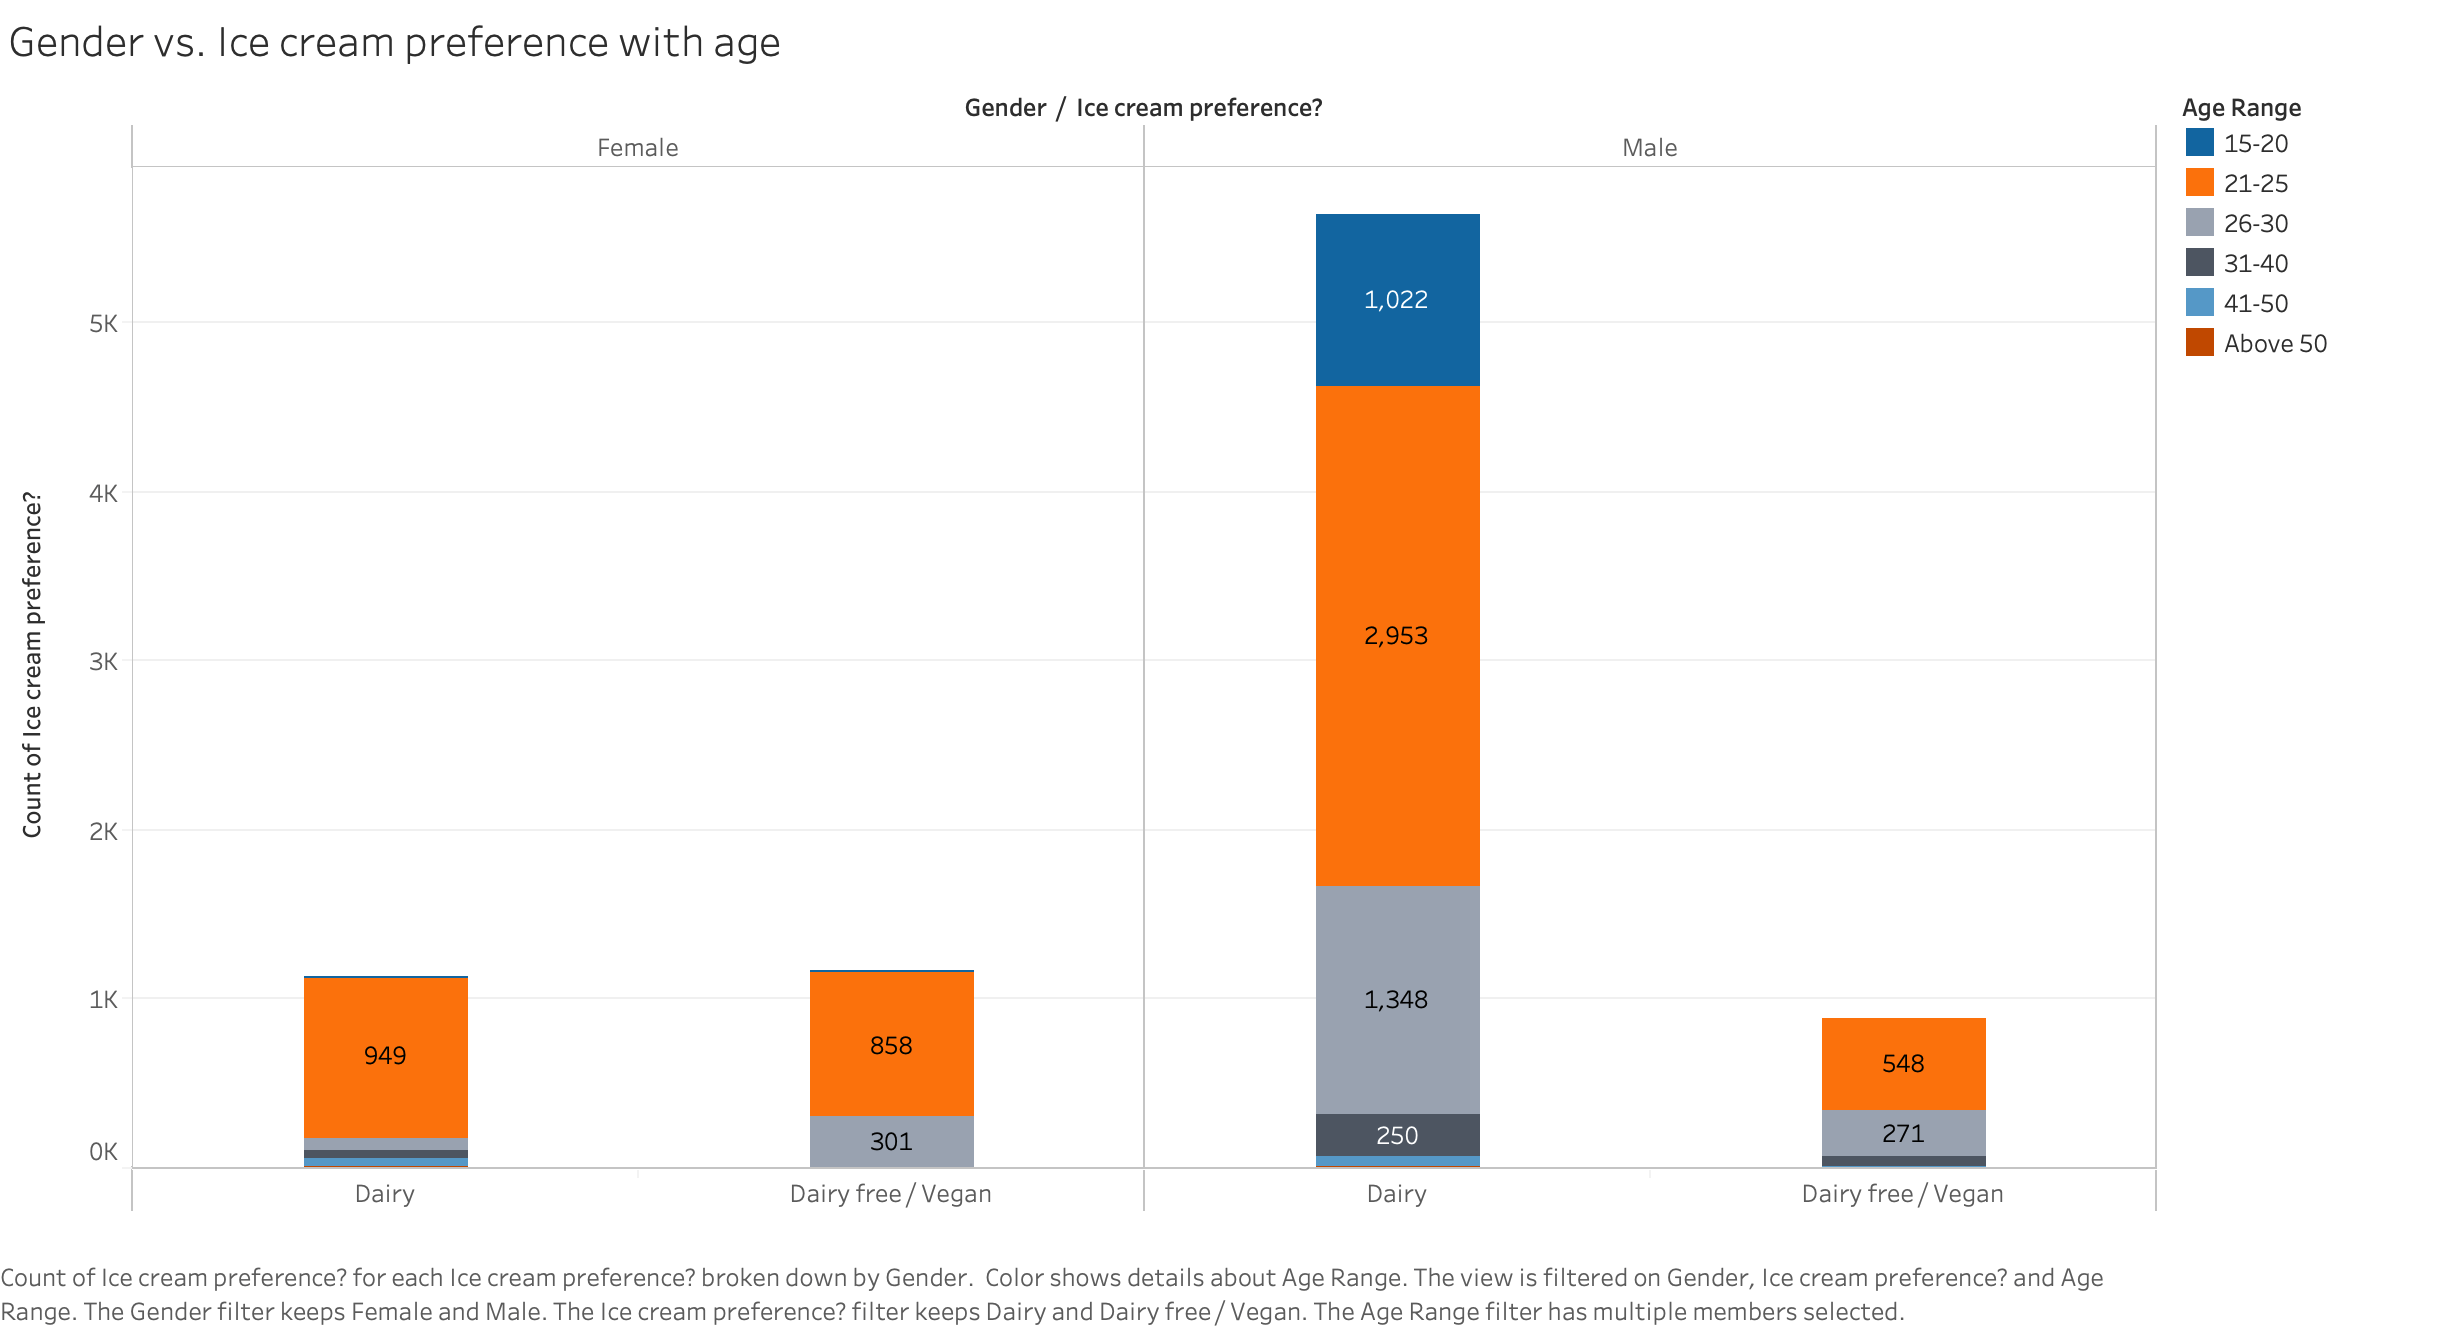 Gender vs. Ice cream preference with age
Gender / Ice cream preference?
Female
Male
Age Range
15-20
21-25
26-30
31-40
41-50
Above 50
Count of Ice cream preference?
5K
4K
3K
2K
1K
0K
949
858
301
1,022
2,953
1,348
250
548
271
Dairy
Dairy free / Vegan
Dairy
Dairy free / Vegan
Count of Ice cream preference? for each Ice cream preference? broken down by Gender.  Color shows details about Age Range. The view is filtered on Gender, Ice cream preference? and Age
Range. The Gender filter keeps Female and Male. The Ice cream preference? filter keeps Dairy and Dairy free / Vegan. The Age Range filter has multiple members selected.